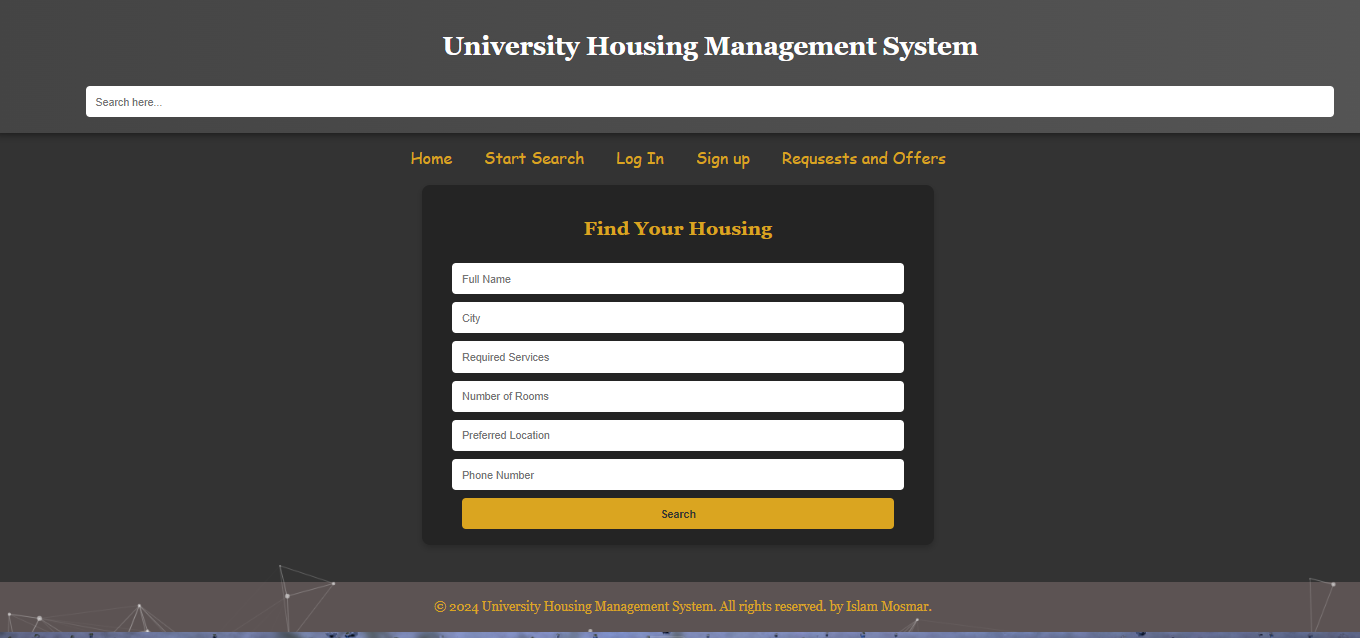 University Housing Management System
Search here...
Home Start Search Log In Sign up Requsests and Offers
Find Your Housing
Full Name
City
Required Services
Number of Rooms
Preferred Location
Phone Number
Search
© 2024 University Housing Management System. All rights reserved. by Islam Mosmar.